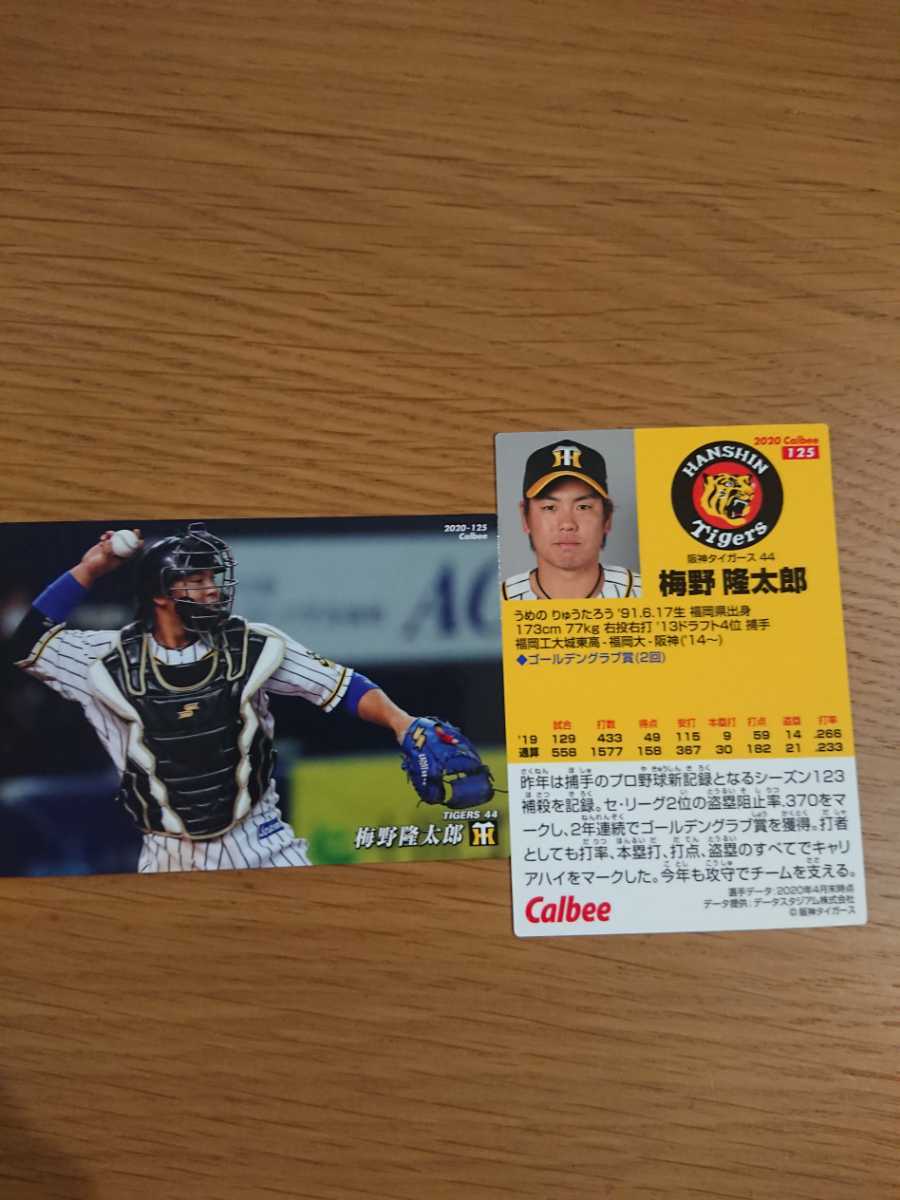 2020-125
Calbee
TIGERS 44
梅野隆太郎
2020 Calbee
125
HANSHIN
Tigers
阪神タイガース 44
梅野 隆太郎
うめの りゅうたろう '91.6.17生 福岡県出身
173cm 77kg 右投右打 '13ドラフト4位 捕手
福岡工大城東高-福岡大-阪神('14～)
◆ゴールデングラブ賞(2回)
試合 打数 得点 安打 本塁打 打点 盗塁 打率
'19 129 433 49 115 9 59 14 .266
通算 558 1577 158 367 30 182 21 .233
昨年は捕手のプロ野球新記録となるシーズン123
補殺を記録。セ・リーグ2位の盗塁阻止率.370をマ
ークし、2年連続でゴールデングラブ賞を獲得。打者
としても打率、本塁打、打点、盗塁のすべてでキャリ
アハイをマークした。今年も攻守でチームを支える。
選手データ:2020年4月末時点
データ提供:データスタジアム株式会社
© 阪神タイガース
Calbee